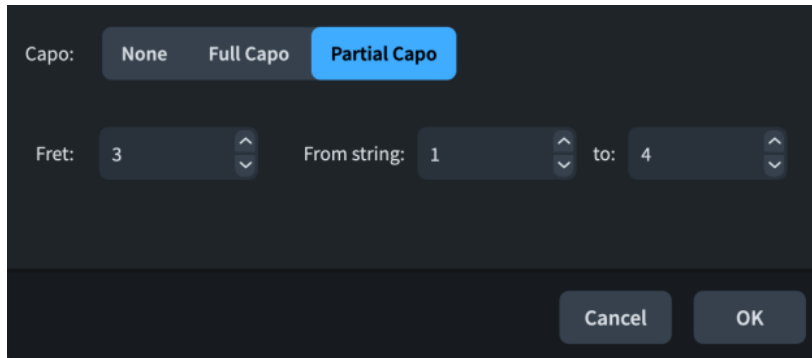 Capo: None Full Capo Partial Capo
Fret: 3 From string: 1 to: 4
Cancel OK